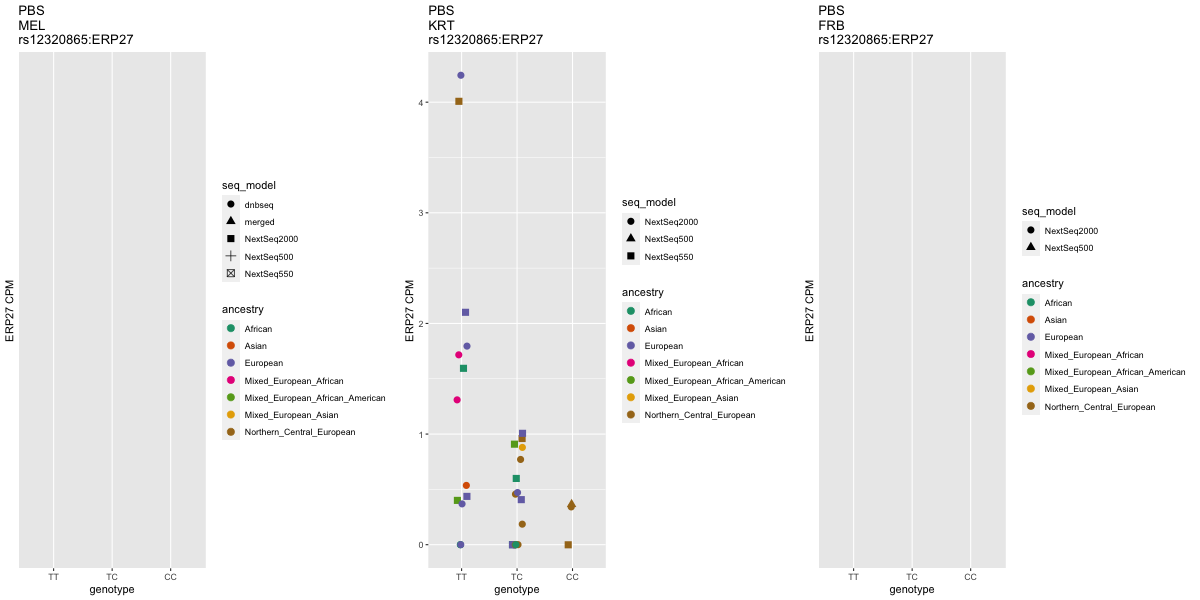 PBS
MEL
rs12320865:ERP27
ERP27 CPM
TT
TC
CC
genotype
seq_model
dnbseq
merged
NextSeq2000
NextSeq500
NextSeq550
ancestry
African
Asian
European
Mixed_European_African
Mixed_European_African_American
Mixed_European_Asian
Northern_Central_European
PBS
KRT
rs12320865:ERP27
ERP27 CPM
4
3
2
1
0
TT
TC
CC
genotype
seq_model
NextSeq2000
NextSeq500
NextSeq550
ancestry
African
Asian
European
Mixed_European_African
Mixed_European_African_American
Mixed_European_Asian
Northern_Central_European
PBS
FRB
rs12320865:ERP27
ERP27 CPM
TT
TC
CC
genotype
seq_model
NextSeq2000
NextSeq500
ancestry
African
Asian
European
Mixed_European_African
Mixed_European_African_American
Mixed_European_Asian
Northern_Central_European